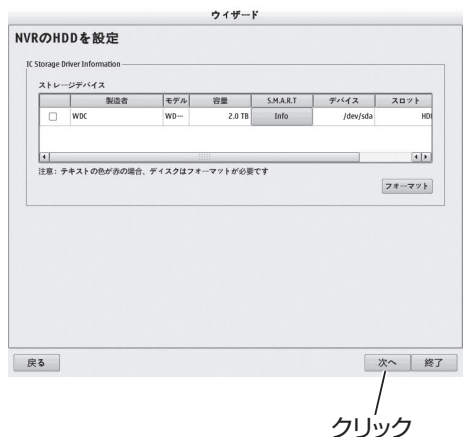 ウィザード
NVRのHDDを設定
IC Storage Driver Information
ストレージデバイス
製造者 モデル 容量 S.M.A.R.T デバイス スロット
WDC WD--- 2.0 TB Info /dev/sda HDI
注意: テキストの色が赤の場合、ディスクはフォーマットが必要です
フォーマット
戻る 次へ 終了
クリック